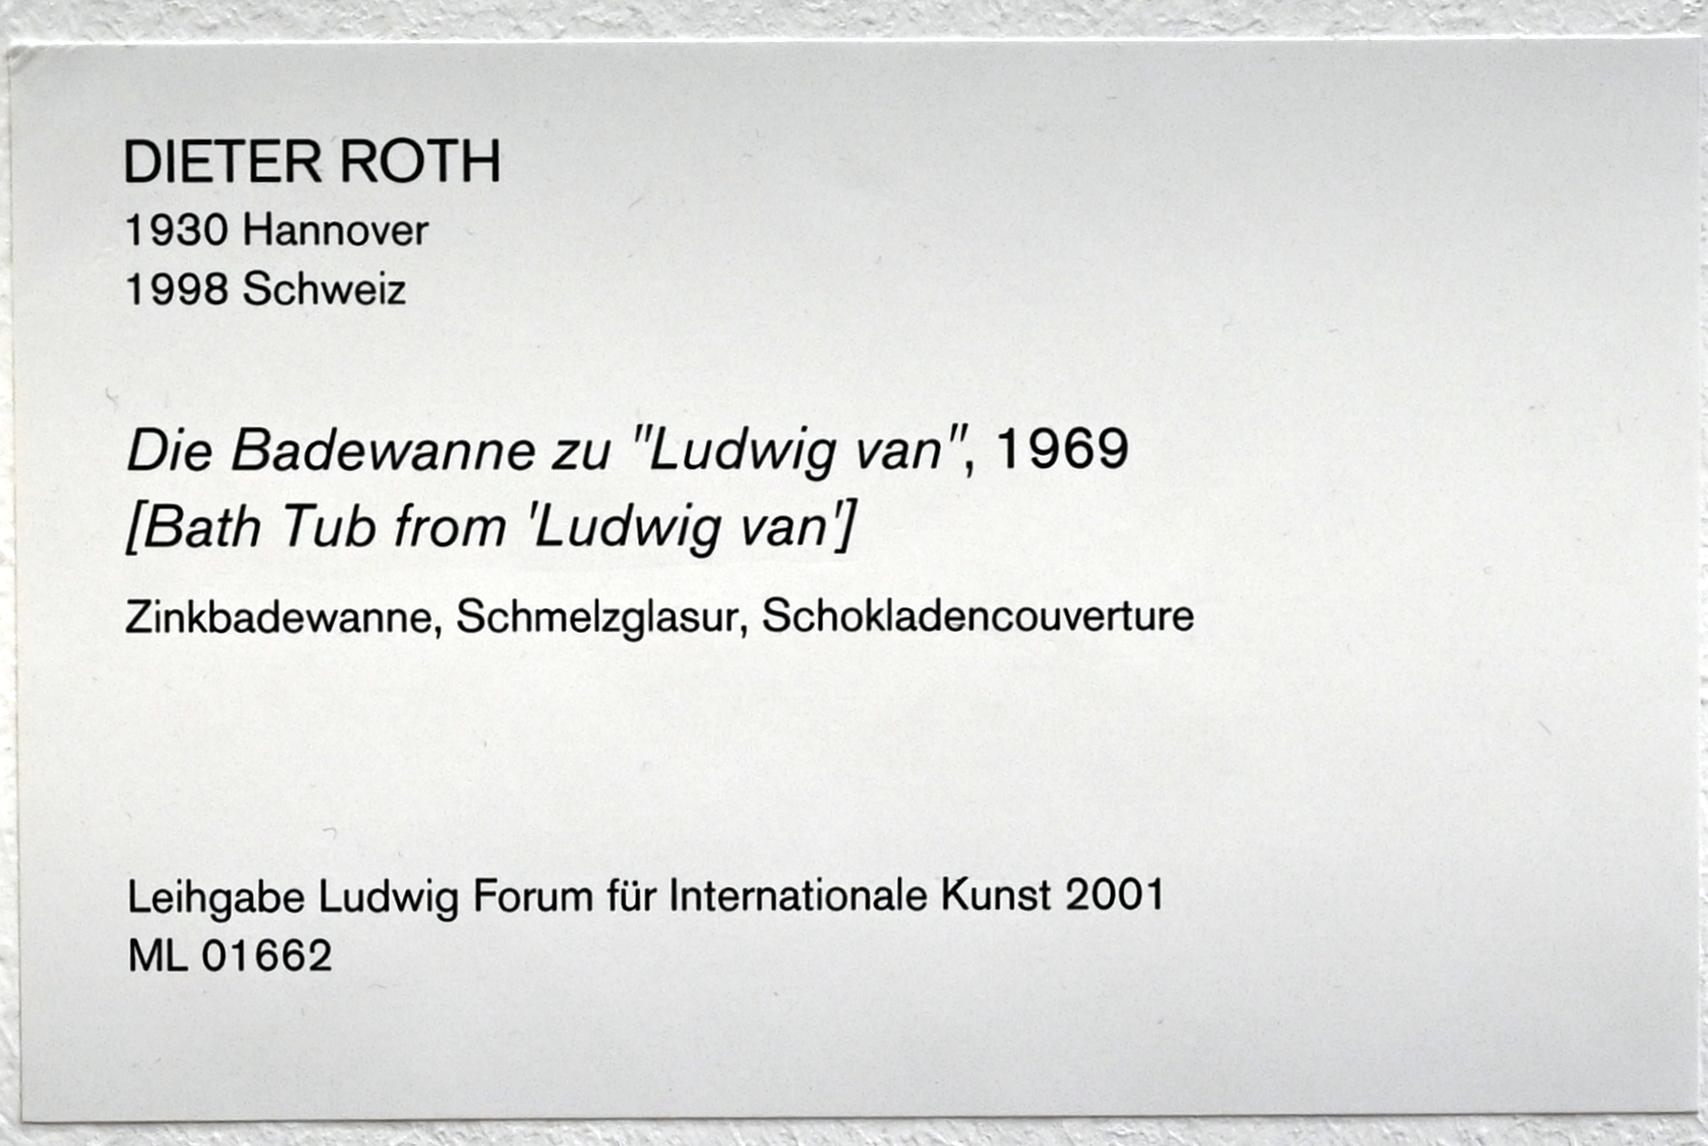 DIETER ROTH
1930 Hannover
1998 Schweiz
Die Badewanne zu "Ludwig van", 1969
[Bath Tub from 'Ludwig van']
Zinkbadewanne, Schmelzglasur, Schokladencouverture
Leihgabe Ludwig Forum für Internationale Kunst 2001
ML 01662